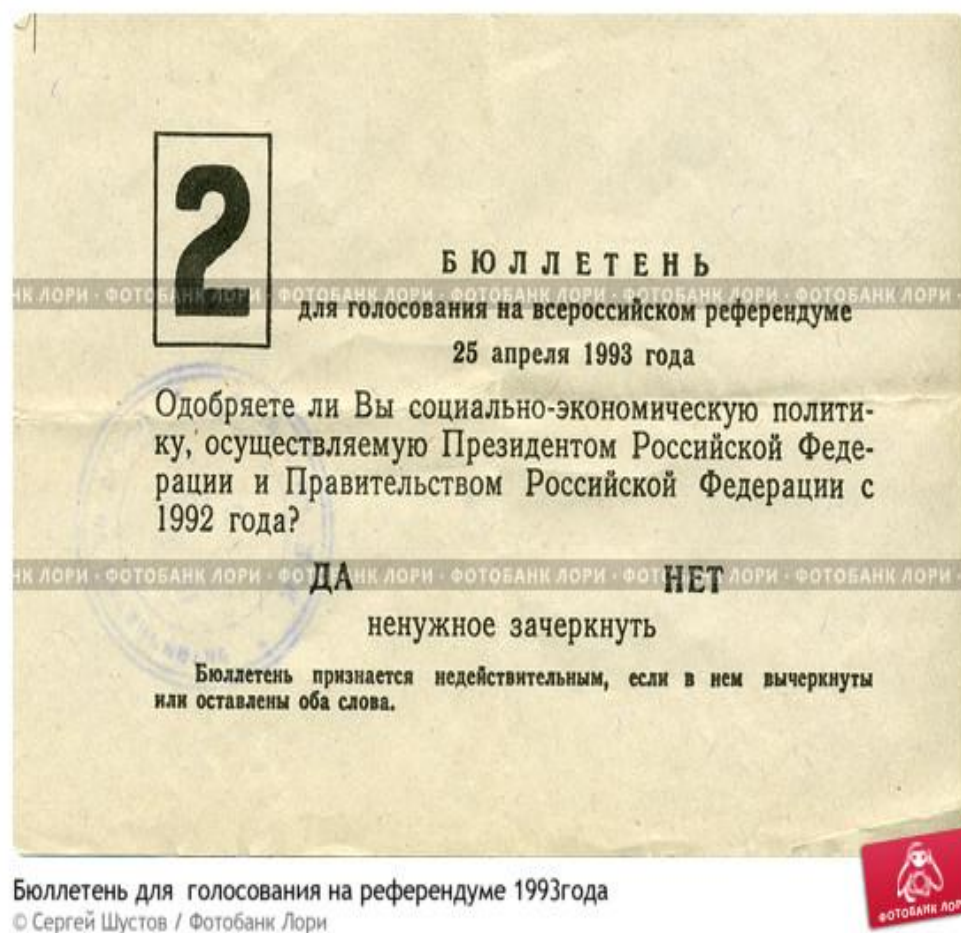 2
БЮЛЛЕТЕНЬ
для голосования на всероссийском референдуме
25 апреля 1993 года
Одобряете ли Вы социально-экономическую полити-
ку, осуществляемую Президентом Российской Феде-
рации и Правительством Российской Федерации с
1992 года?
ДА НЕТ
ненужное зачеркнуть
Бюллетень признается недействительным, если в нем вычеркнуты
или оставлены оба слова.
Бюллетень для голосования на референдуме 1993года
© Сергей Шустов / Фотобанк Лори
ФОТОБАНК ЛОРИ